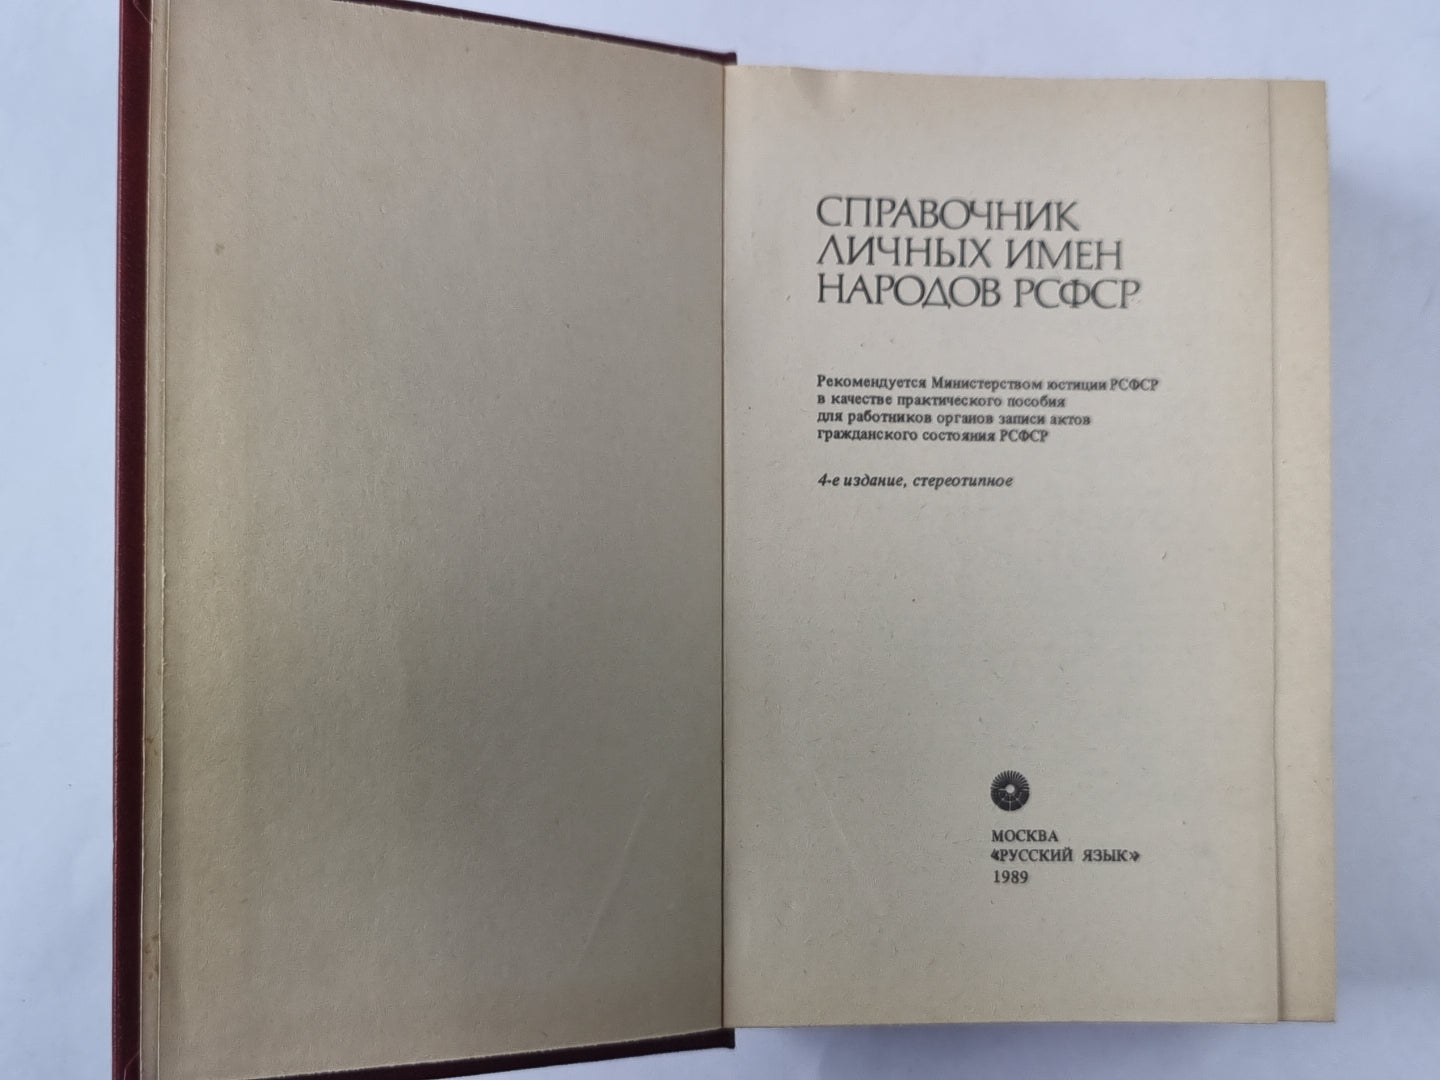 СПРАВОЧНИК
ЛИЧНЫХ ИМЕН
НАРОДОВ РСФСР
Рекомендуется Министерством юстиции РСФСР
в качестве практического пособия
для работников органов записи актов
гражданского состояния РСФСР
4-е издание, стереотипное
МОСКВА
«РУССКИЙ ЯЗЫК»
1989